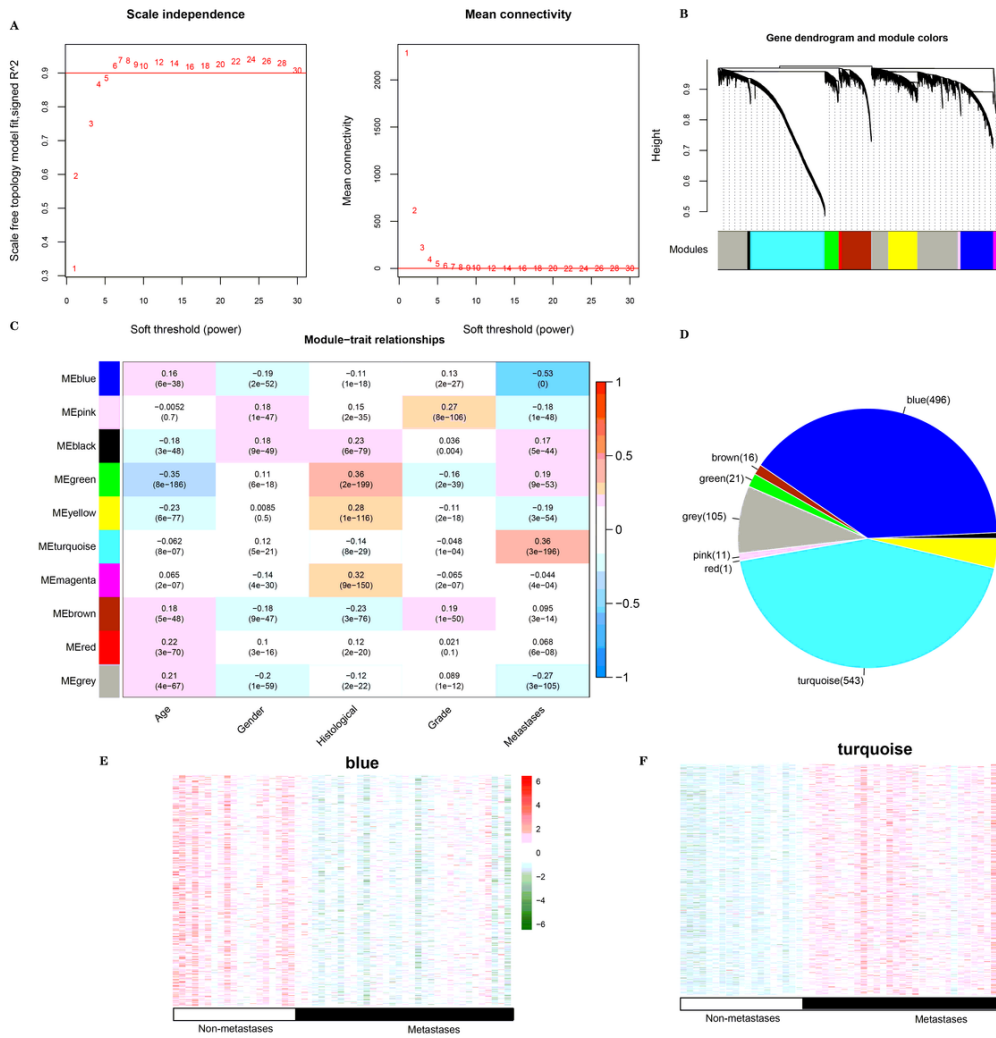 A
Scale independence
Mean connectivity
Scale free topology model fit,signed R^2
0.3 0.4 0.5 0.6 0.7 0.8 0.9
1 2 3 4 5 6 7 8 9 10 12 14 16 18 20 22 24 26 28 30
0 5 10 15 20 25 30
Soft threshold (power)
Mean connectivity
0 500 1000 1500 2000
1 2 3 4 5 6 7 8 9 10 12 14 16 18 20 22 24 26 28 30
0 5 10 15 20 25 30
Soft threshold (power)
B
Gene dendrogram and module colors
Height
0.5 0.6 0.7 0.8 0.9
Modules
C
Module−trait relationships
MEblue 0.16 −0.19 −0.11 0.13 −0.53
(6e−38) (2e−52) (1e−18) (2e−27) (0)
MEpink −0.0052 0.18 0.15 0.27 −0.18
(0.7) (1e−47) (2e−35) (8e−106) (1e−48)
MEblack −0.18 0.18 0.23 0.036 0.17
(3e−48) (9e−49) (6e−79) (0.004) (5e−44)
MEgreen −0.35 0.11 0.36 −0.16 0.19
(8e−186) (6e−18) (2e−199) (2e−39) (9e−53)
MEyellow −0.23 0.0085 0.28 −0.11 −0.19
(6e−77) (0.5) (1e−116) (2e−18) (3e−54)
MEturquoise −0.062 0.12 −0.14 −0.048 0.36
(8e−07) (5e−21) (8e−29) (1e−04) (3e−196)
MEmagenta 0.065 −0.14 0.32 −0.065 −0.044
(2e−07) (4e−30) (9e−150) (2e−07) (4e−04)
MEbrown 0.18 −0.18 −0.23 0.19 0.095
(5e−48) (9e−47) (3e−76) (1e−50) (3e−14)
MEred 0.22 0.1 0.12 0.021 0.068
(3e−70) (3e−16) (2e−20) (0.1) (6e−08)
MEgrey 0.21 −0.2 −0.12 0.089 −0.27
(4e−67) (1e−59) (2e−22) (1e−12) (3e−105)
Age Gender Histological Grade Metastases
1
0.5
0
−0.5
−1
D
blue(496)
brown(16)
green(21)
grey(105)
pink(11)
red(1)
turquoise(543)
E
blue
6
4
2
0
−2
−4
−6
Non-metastases Metastases
F
turquoise
Non-metastases Metastases